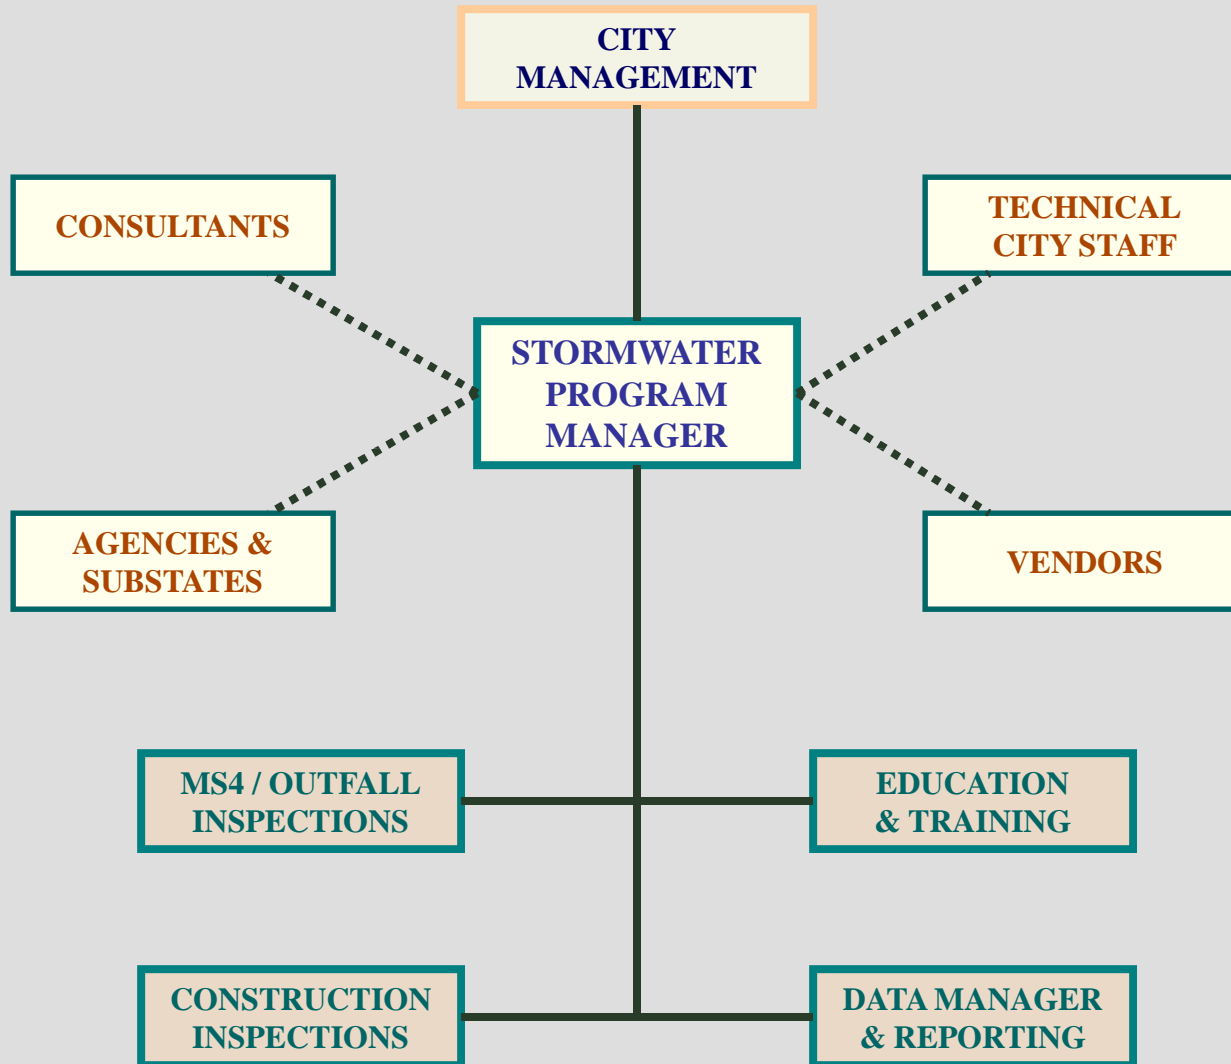 CITY
MANAGEMENT
CONSULTANTS
TECHNICAL
CITY STAFF
STORMWATER
PROGRAM
MANAGER
AGENCIES &
SUBSTATES
VENDORS
MS4 / OUTFALL
INSPECTIONS
EDUCATION
& TRAINING
CONSTRUCTION
INSPECTIONS
DATA MANAGER
& REPORTING